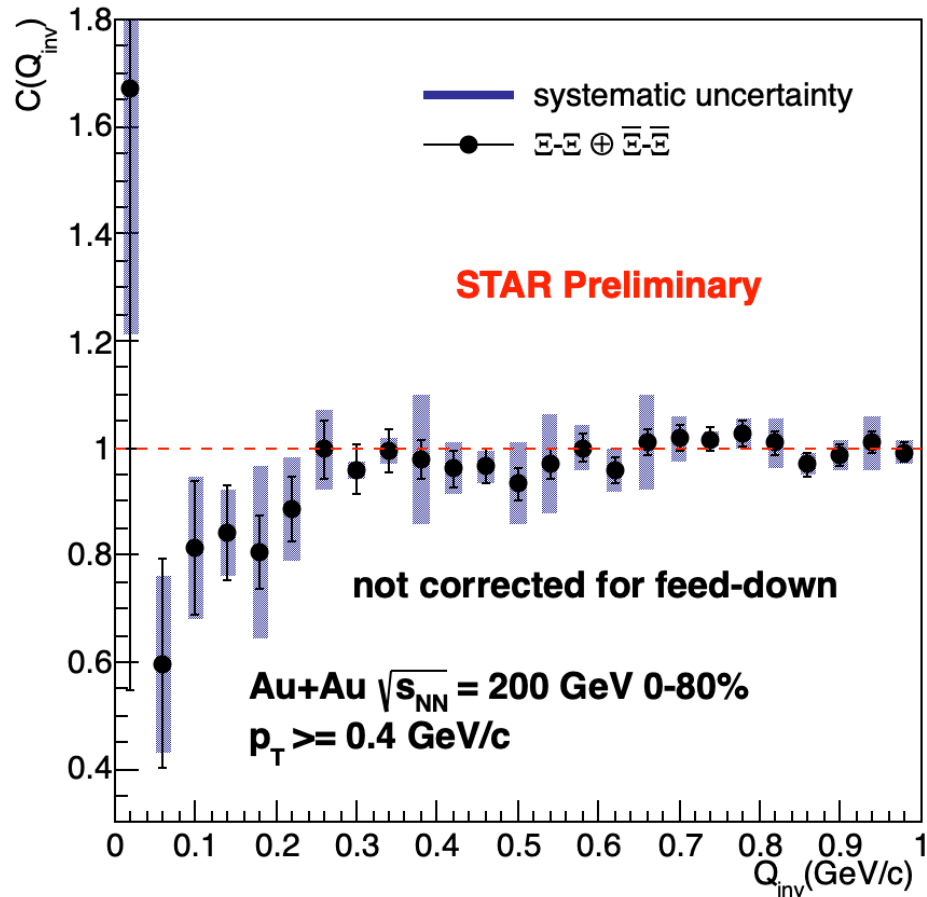 C(Q_inv)
1.8
1.6
1.4
1.2
1
0.8
0.6
0.4
systematic uncertainty
Ξ-Ξ ⊕ Ξ̅-Ξ̅
STAR Preliminary
not corrected for feed-down
Au+Au √s_NN = 200 GeV 0-80%
p_T >= 0.4 GeV/c
0 0.1 0.2 0.3 0.4 0.5 0.6 0.7 0.8 0.9 1
Q_inv(GeV/c)